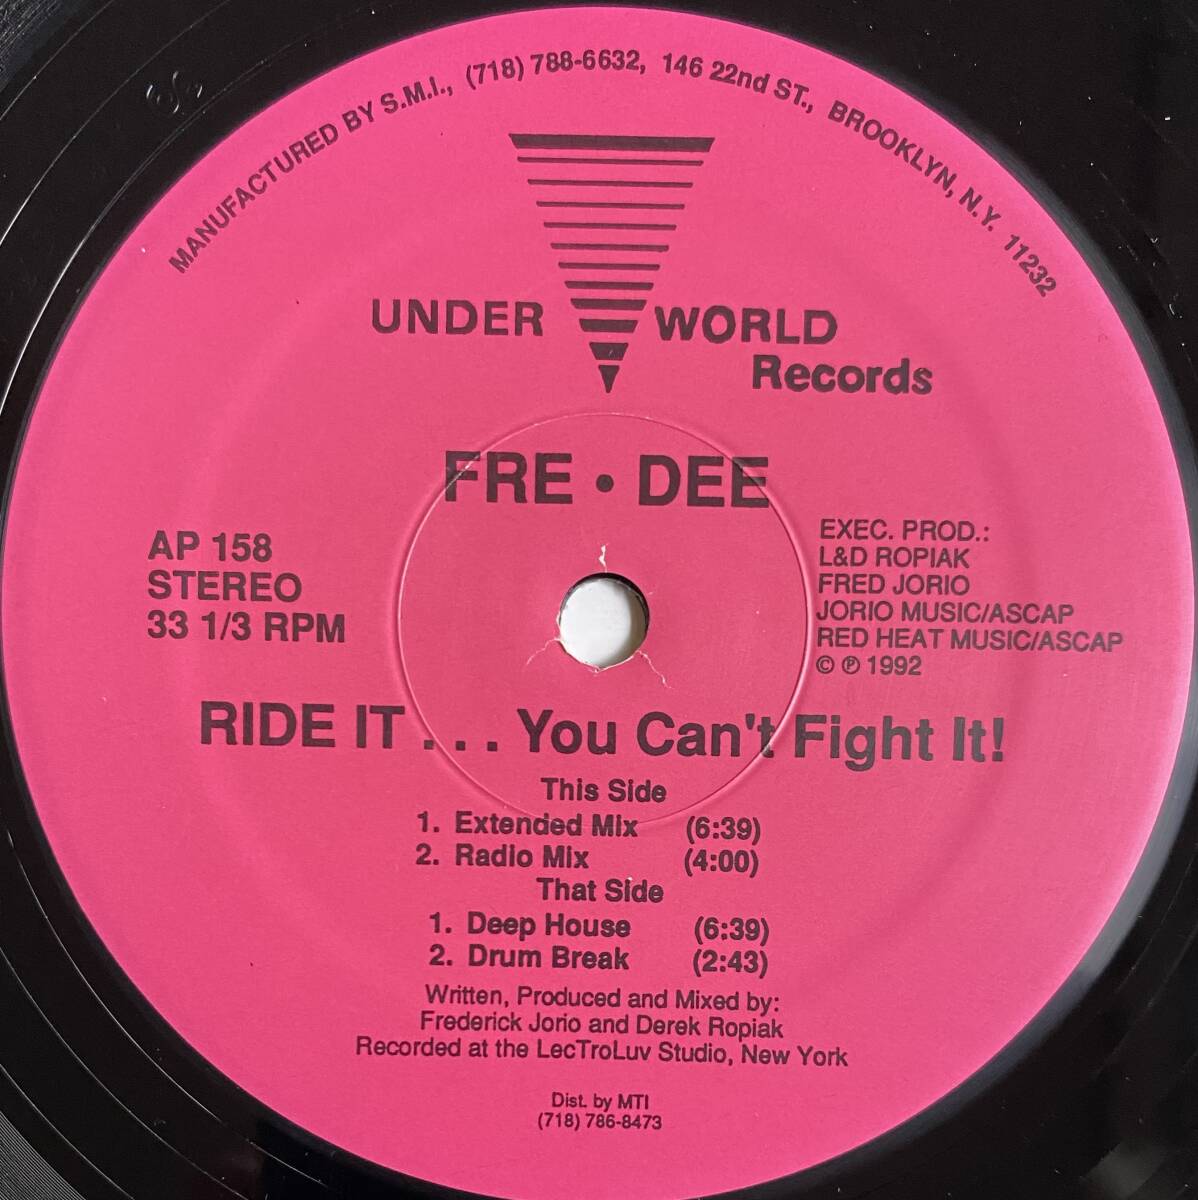 MANUFACTURED BY S.M.I., (718) 788-6632, 146 22nd ST., BROOKLYN, N.Y. 11232
UNDER WORLD
Records
FRE • DEE
AP 158
STEREO
33 1/3 RPM
EXEC. PROD.:
L&D ROPIAK
FRED JORIO
JORIO MUSIC/ASCAP
RED HEAT MUSIC/ASCAP
© ℗ 1992
RIDE IT . . . You Can't Fight It!
This Side
1. Extended Mix (6:39)
2. Radio Mix (4:00)
That Side
1. Deep House (6:39)
2. Drum Break (2:43)
Written, Produced and Mixed by:
Frederick Jorio and Derek Ropiak
Recorded at the LecTroLuv Studio, New York
Dist. by MTI
(718) 786-8473